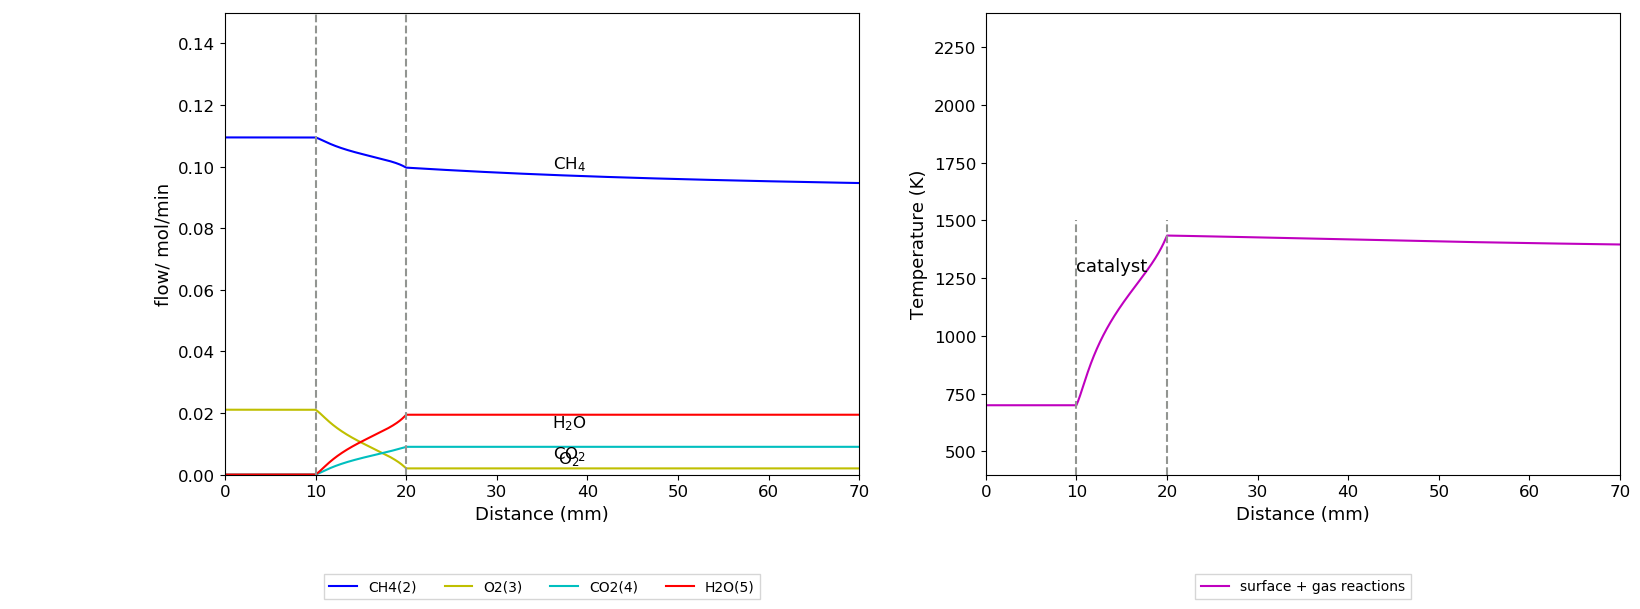 0.14
0.12
0.10
0.08
0.06
0.04
0.02
0.00
flow/ mol/min
CH₄
H₂O
CO₂
O₂
0 10 20 30 40 50 60 70
Distance (mm)
CH4(2) O2(3) CO2(4) H2O(5)
2250
2000
1750
1500
1250
1000
750
500
Temperature (K)
catalyst
0 10 20 30 40 50 60 70
Distance (mm)
surface + gas reactions